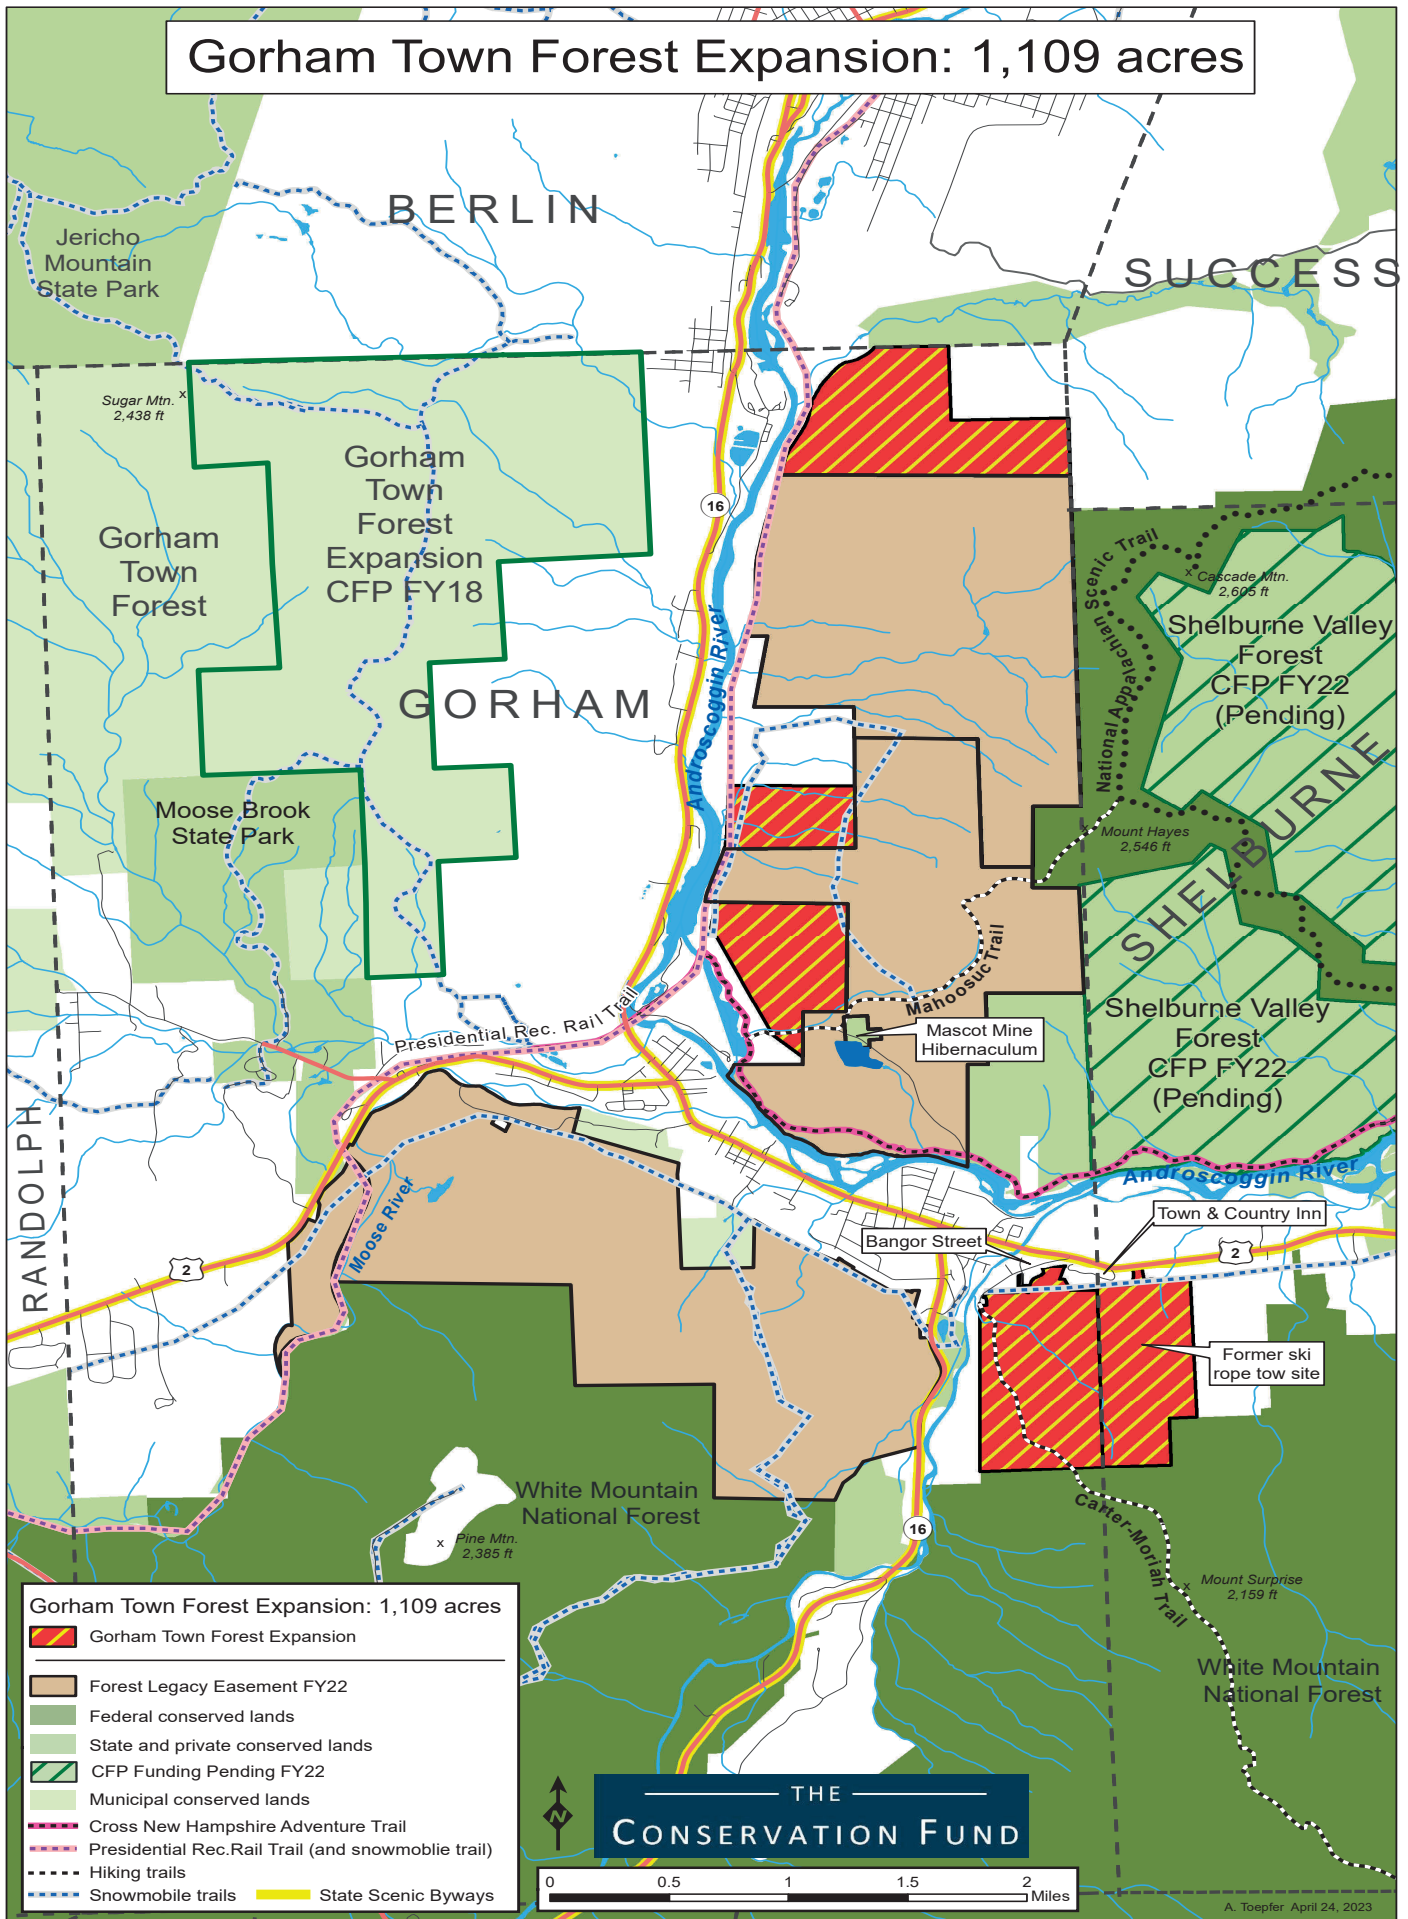 Gorham Town Forest Expansion: 1,109 acres
BERLIN
SUCCESS
Jericho
Mountain
State Park
Sugar Mtn.
2,438 ft
x
Gorham
Town
Forest
Expansion
CFP FY18
Gorham
Town
Forest
16
National Appalachian Scenic Trail
x Cascade Mtn.
2,605 ft
Shelburne Valley
Forest
CFP FY22
(Pending)
Androscoggin River
GORHAM
SHELBURNE
Moose Brook
State Park
x Mount Hayes
2,546 ft
Mahoosuc Trail
Presidential Rec. Rail Trail
Mascot Mine
Hibernaculum
Shelburne Valley
Forest
CFP FY22
(Pending)
RANDOLPH
Moose River
Androscoggin River
Town & Country Inn
Bangor Street
2
2
Former ski
rope tow site
White Mountain
National Forest
x Pine Mtn.
2,385 ft
16
Carter-Moriah Trail
x Mount Surprise
2,159 ft
White Mountain
National Forest
Gorham Town Forest Expansion: 1,109 acres
Gorham Town Forest Expansion
Forest Legacy Easement FY22
Federal conserved lands
State and private conserved lands
CFP Funding Pending FY22
Municipal conserved lands
Cross New Hampshire Adventure Trail
Presidential Rec.Rail Trail (and snowmoblie trail)
Hiking trails
Snowmobile trails State Scenic Byways
N
THE
CONSERVATION FUND
0 0.5 1 1.5 2
Miles
A. Toepfer April 24, 2023